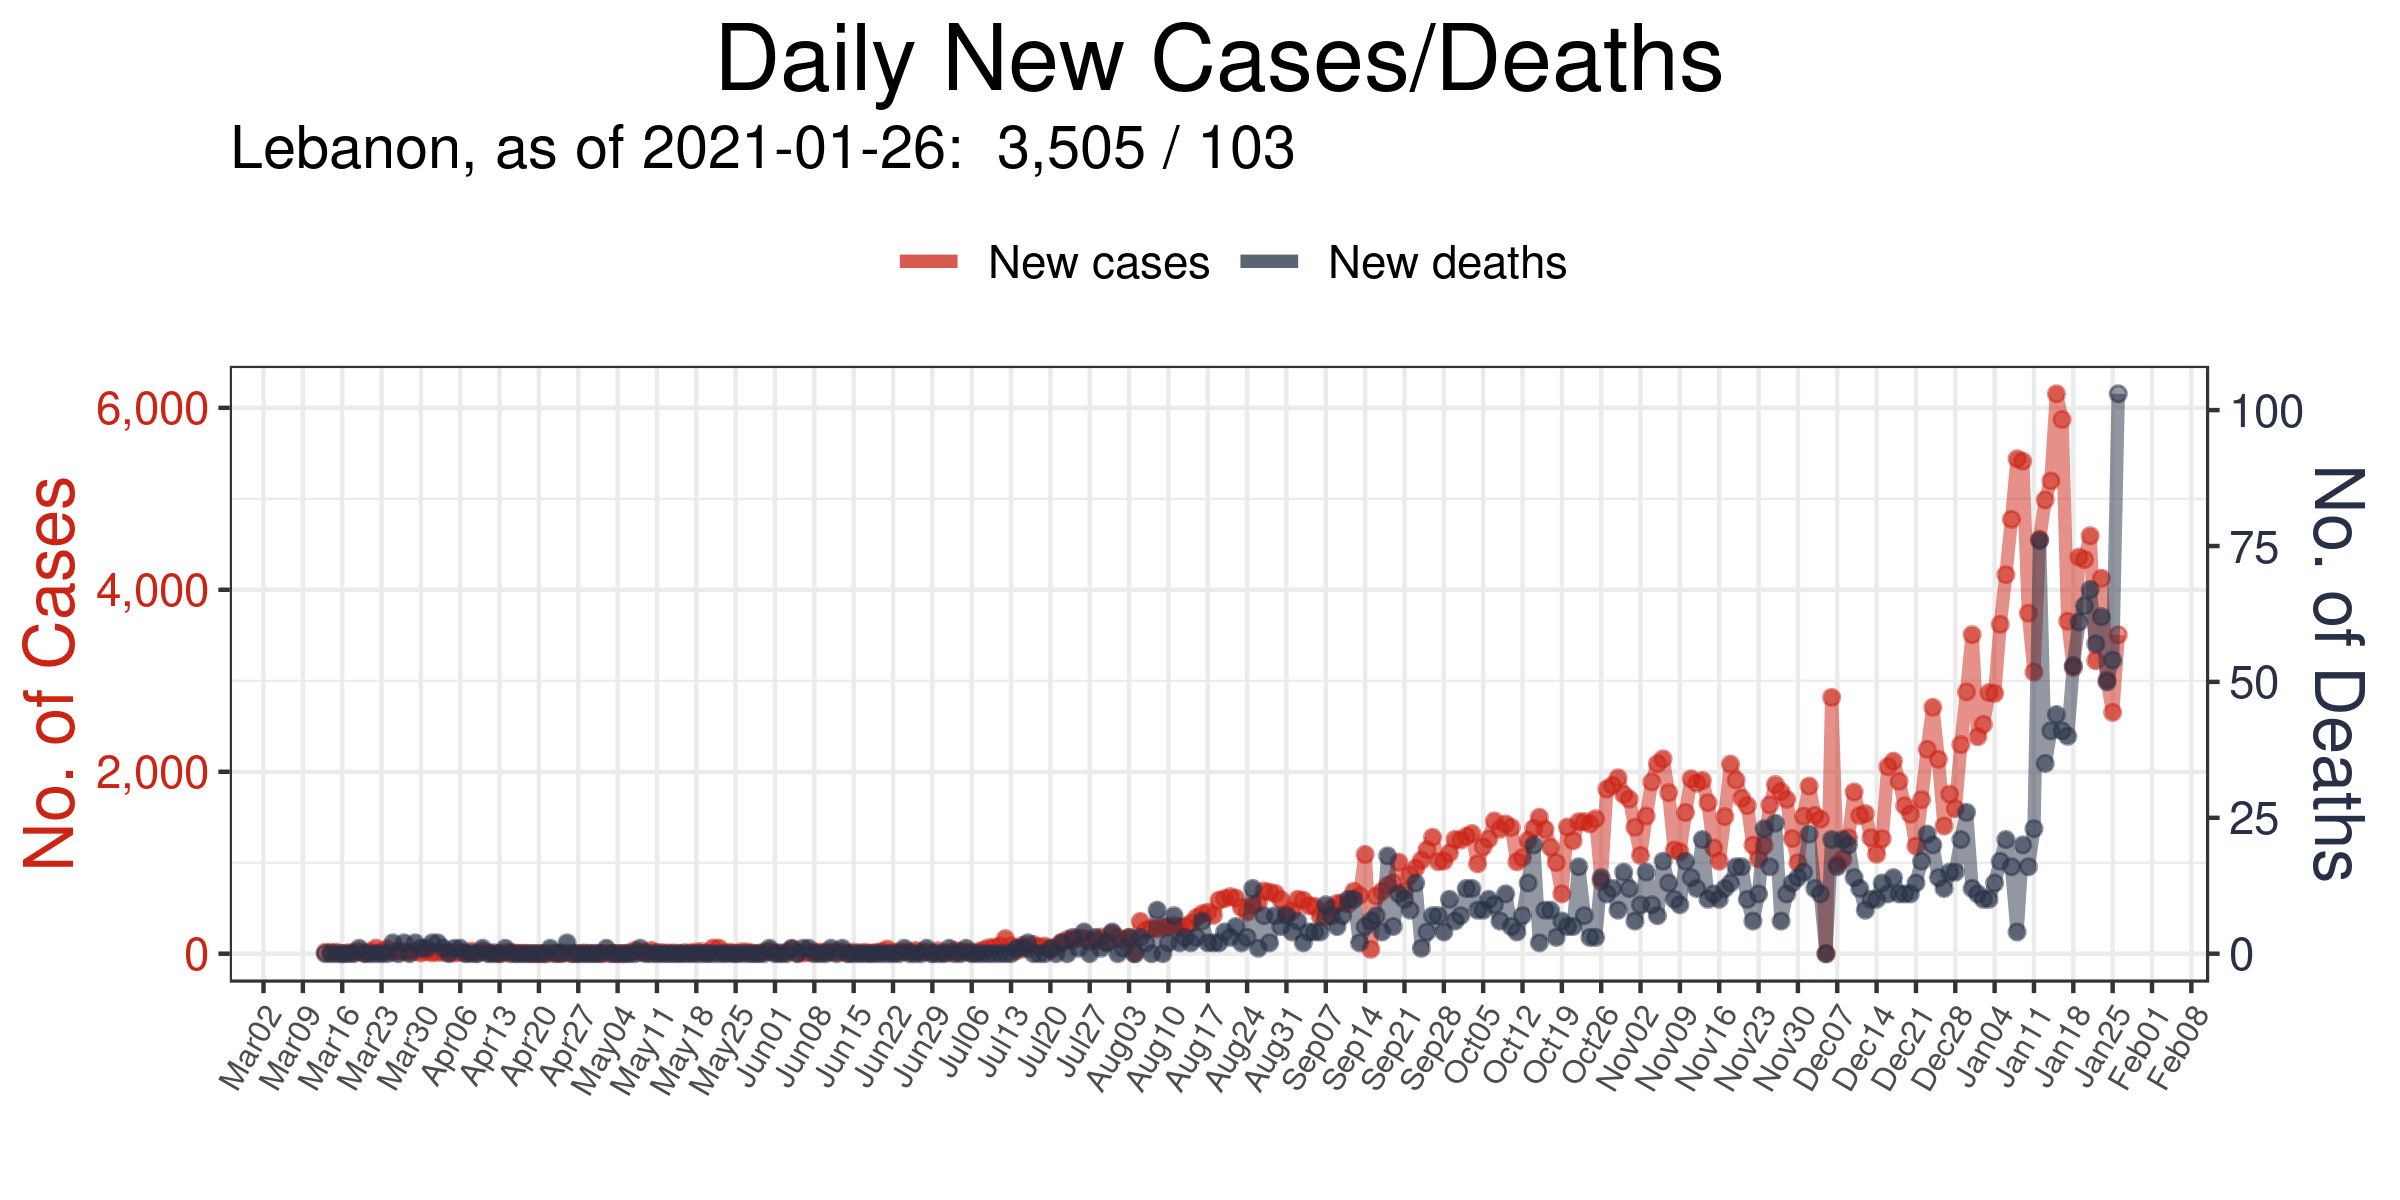 Daily New Cases/Deaths
Lebanon, as of 2021-01-26:  3,505 / 103
New cases
New deaths
No. of Cases
6,000
4,000
2,000
0
100
75
50
25
0
No. of Deaths
Mar02
Mar09
Mar16
Mar23
Mar30
Apr06
Apr13
Apr20
Apr27
May04
May11
May18
May25
Jun01
Jun08
Jun15
Jun22
Jun29
Jul06
Jul13
Jul20
Jul27
Aug03
Aug10
Aug17
Aug24
Aug31
Sep07
Sep14
Sep21
Sep28
Oct05
Oct12
Oct19
Oct26
Nov02
Nov09
Nov16
Nov23
Nov30
Dec07
Dec14
Dec21
Dec28
Jan04
Jan11
Jan18
Jan25
Feb01
Feb08